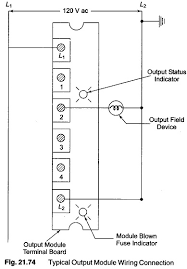 L1
L2
120 V ac
L1
1
2
3
4
L2
Output Status
Indicator
Output Field
Device
Output Module
Terminal Board
Module Blown
Fuse Indicator
Fig. 21.74 Typical Output Module Wiring Connection